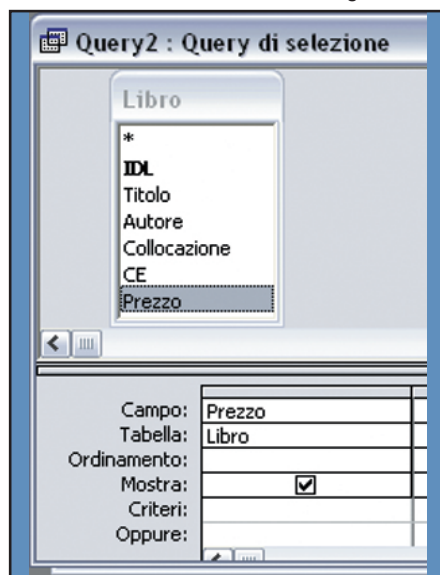 Query2 : Query di selezione
Libro
*
IDL
Titolo
Autore
Collocazione
CE
Prezzo
Campo: Prezzo
Tabella: Libro
Ordinamento:
Mostra:
Criteri:
Oppure: